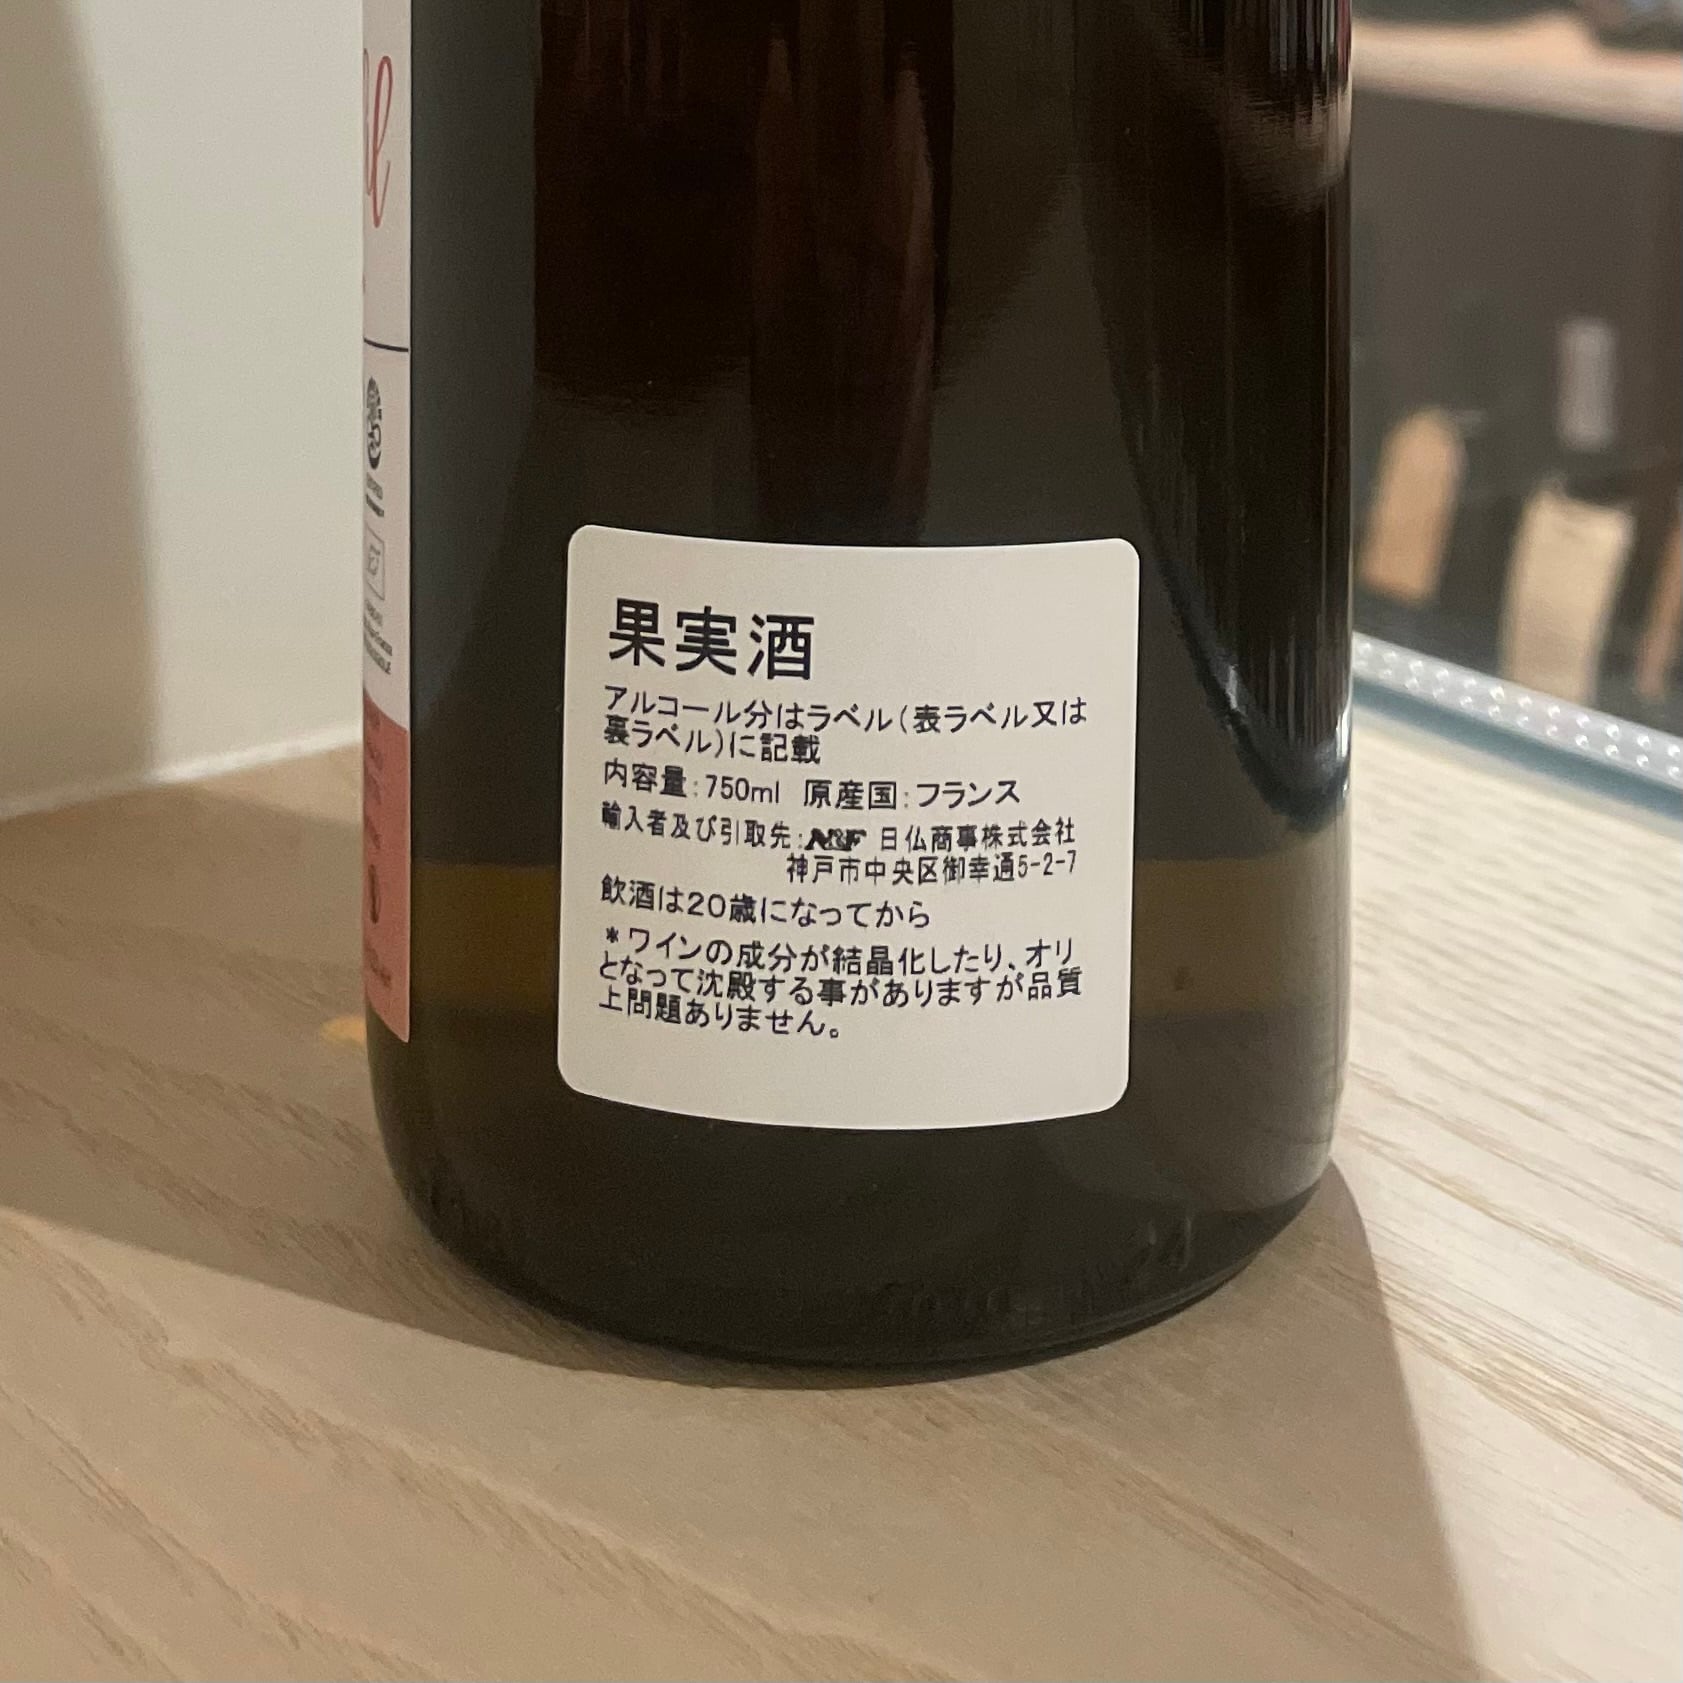 果実酒
アルコール分はラベル(表ラベル又は
裏ラベル)に記載
内容量:750ml 原産国:フランス
輸入者及び引取先:N&F 日仏商事株式会社
神戸市中央区御幸通5-2-7
飲酒は20歳になってから
*ワインの成分が結晶化したり、オリ
となって沈殿する事がありますが品質
上問題ありません。